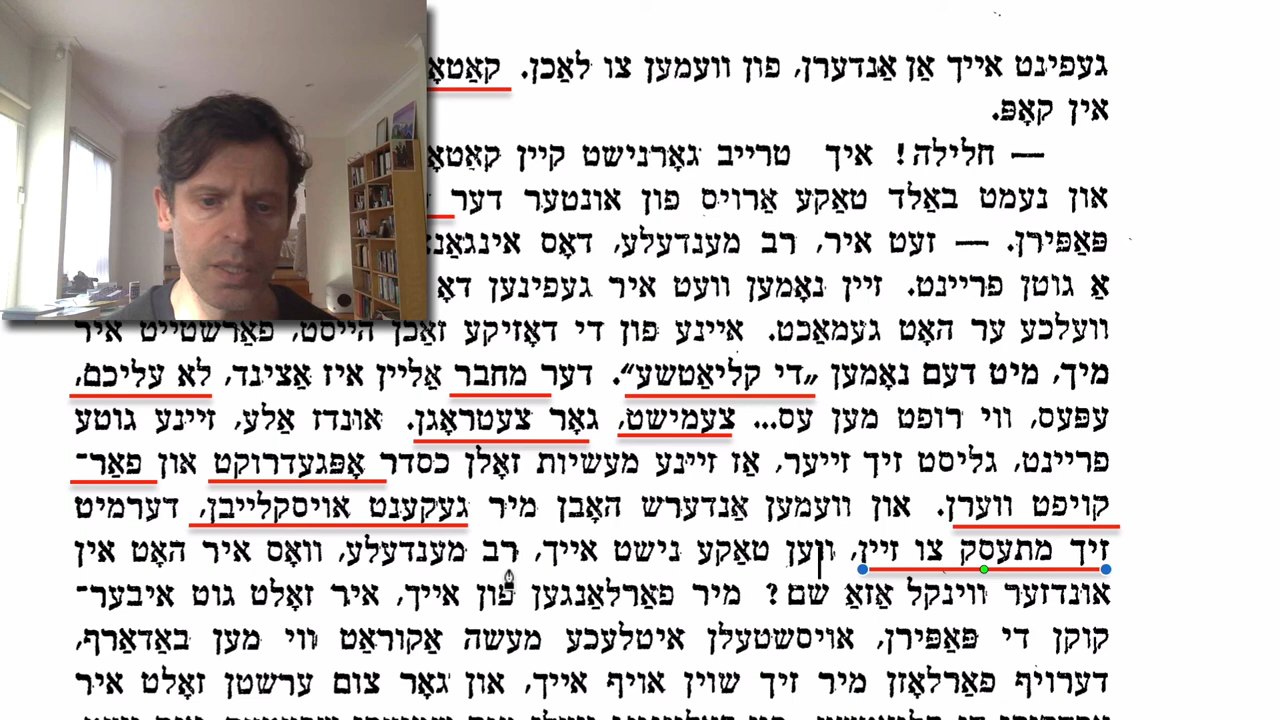 געפֿינט אייך אַן אַנדערן, פון וועמען צו לאַכן. קאַטאָ
אין קאָפּ.
— חלילה! איך טרייב גאָרנישט קיין קאַטאָ
און נעמט באַלד טאַקע אַרויס פון אונטער דער
פּאַפּירן. — זעט איר, רב מענדעלע, דאָס אינגאַנ
אַ גוטן פריינט. זיין נאָמען וועט איר געפינען דאָ
וועלכע ער האָט געמאַכט. איינע פון די דאָזיקע זאַכן הייסט, פאַרשטייט איר
מיך, מיט דעם נאָמען „די קליאַטשע“. דער מחבר אַליין איז אַצינד, לא עליכם,
עפּעס, ווי רופט מען עס... צעמישט, גאָר צעטראָגן. אונדז אַלע, זיינע גוטע
פריינט, גליסט זיך זייער, אַז זיינע מעשיות זאָלן כסדר אָפּגעדרוקט און פאַר־
קויפט ווערן. און וועמען אַנדערש האָבן מיר געקענט אויסקלייבן, דערמיט
זיך מתעסק צו זיין, ווען טאַקע נישט אייך, רב מענדעלע, וואָס איר האָט אין
אונדזער ווינקל אַזאַ שם? מיר פאַרלאַנגען פון אייך, איר זאָלט גוט איבער־
קוקן די פּאַפּירן, אויסשטעלן איטלעכע מעשה אַקוראַט ווי מען באַדאַרף,
דערויף פאַרלאָזן מיר זיך שוין אויף אייך, און גאָר צום ערשטן זאָלט איר